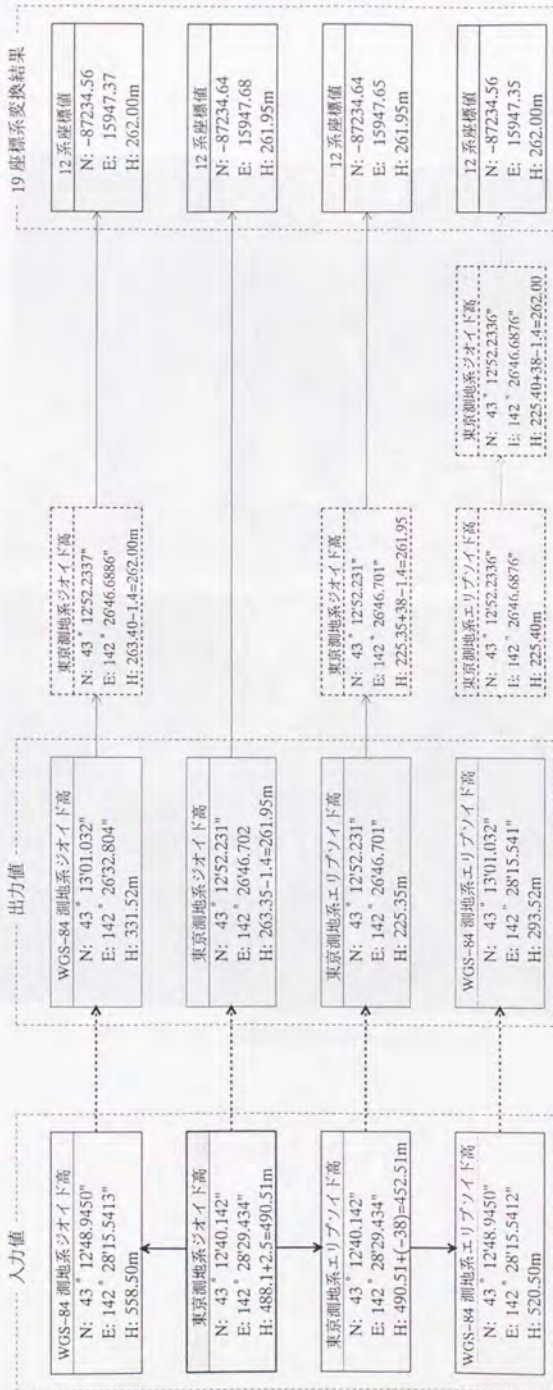 入力値
WGS-84 測地系ジオイド高
N: 43° 12'48.9450"
E: 142° 28'15.5413"
H: 558.50m
東京測地系ジオイド高
N: 43° 12'40.142"
E: 142° 28'29.434"
H: 488.1+2.5=490.51m
東京測地系エリプソイド高
N: 43° 12'40.142"
E: 142° 28'29.434"
H: 490.51+(-38)=452.51m
WGS-84 測地系エリプソイド高
N: 43° 12'48.9450"
E: 142° 28'15.5412"
H: 520.50m
出力値
WGS-84 測地系ジオイド高
N: 43° 13'01.032"
E: 142° 26'32.804"
H: 331.52m
東京測地系ジオイド高
N: 43° 12'52.231"
E: 142° 26'46.702
H: 263.35-1.4=261.95m
東京測地系エリプソイド高
N: 43° 12'52.231"
E: 142° 26'46.701"
H: 225.35m
WGS-84 測地系エリプソイド高
N: 43° 13'01.032"
E: 142° 28'15.541"
H: 293.52m
東京測地系ジオイド高
N: 43° 12'52.2337"
E: 142° 26'46.6886"
H: 263.40-1.4=262.00m
東京測地系ジオイド高
N: 43° 12'52.231"
E: 142° 26'46.701"
H: 225.35+38-1.4=261.95
東京測地系エリプソイド高
N: 43° 12'52.2336"
E: 142° 26'46.6876"
H: 225.40m
東京測地系ジオイド高
N: 43° 12'52.2336"
E: 142° 26'46.6876"
H: 225.40+38-1.4=262.00
19 座標系変換結果
12 系座標値
N: -87234.56
E: 15947.37
H: 262.00m
12 系座標値
N: -87234.64
E: 15947.68
H: 261.95m
12 系座標値
N: -87234.64
E: 15947.65
H: 261.95m
12 系座標値
N: -87234.56
E: 15947.35
H: 262.00m